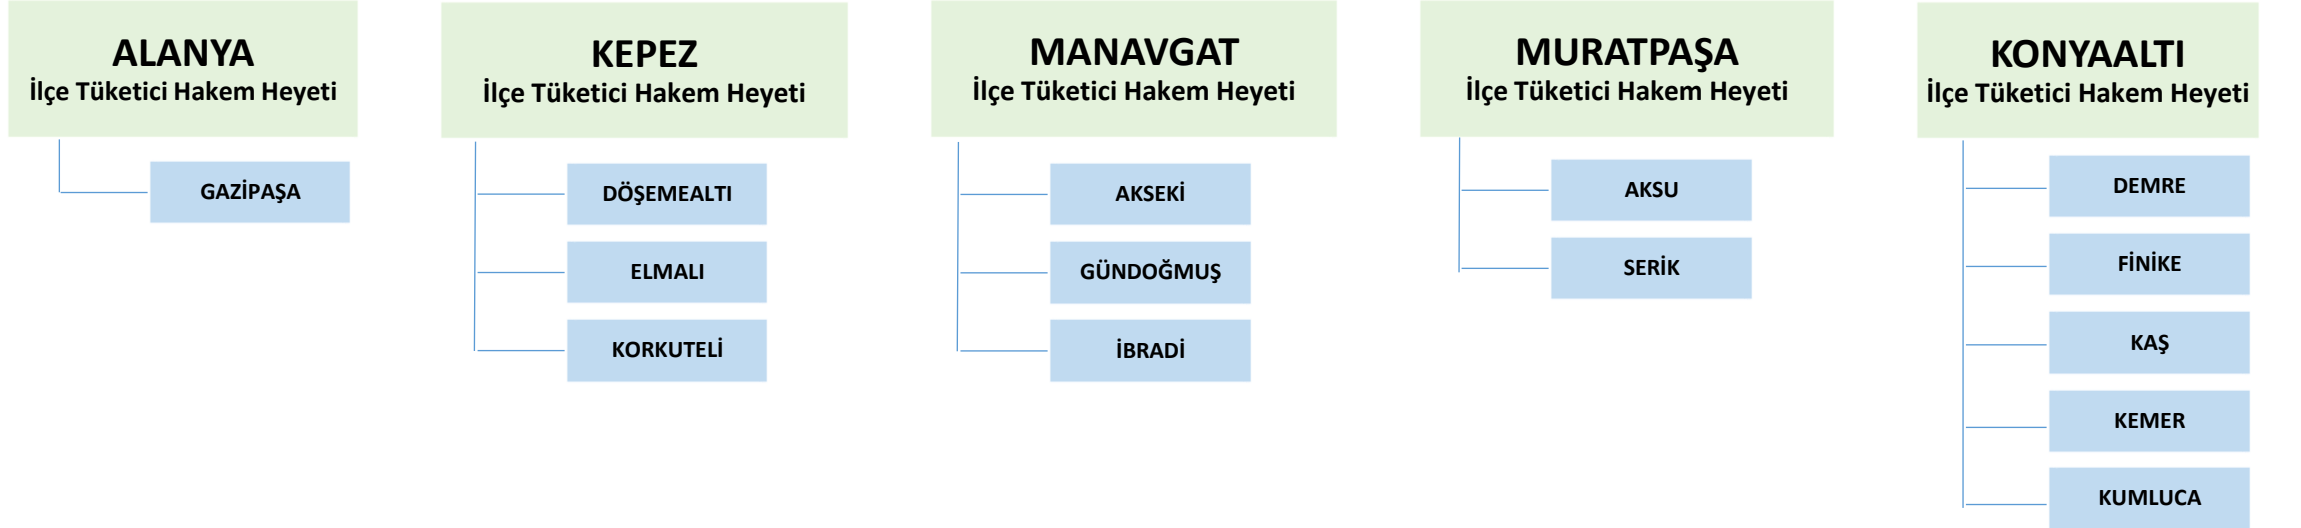 ALANYA
İlçe Tüketici Hakem Heyeti
GAZİPAŞA
KEPEZ
İlçe Tüketici Hakem Heyeti
DÖŞEMEALTI
ELMALI
KORKUTELİ
MANAVGAT
İlçe Tüketici Hakem Heyeti
AKSEKİ
GÜNDOĞMUŞ
İBRADİ
MURATPAŞA
İlçe Tüketici Hakem Heyeti
AKSU
SERİK
KONYAALTI
İlçe Tüketici Hakem Heyeti
DEMRE
FİNİKE
KAŞ
KEMER
KUMLUCA